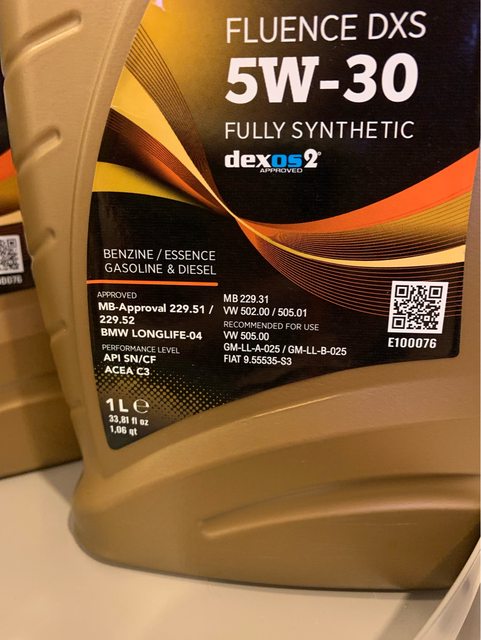 FLUENCE DXS
5W-30
FULLY SYNTHETIC
dexos2®
APPROVED
BENZINE / ESSENCE
GASOLINE & DIESEL
APPROVED
MB-Approval 229.51 /
229.52
BMW LONGLIFE-04
PERFORMANCE LEVEL
API SN/CF
ACEA C3
MB 229.31
VW 502.00 / 505.01
RECOMMENDED FOR USE
VW 505.00
GM-LL-A-025 / GM-LL-B-025
FIAT 9.55535-S3
1 L ℮
33,81 fl oz
1,06 qt
E100076
0076